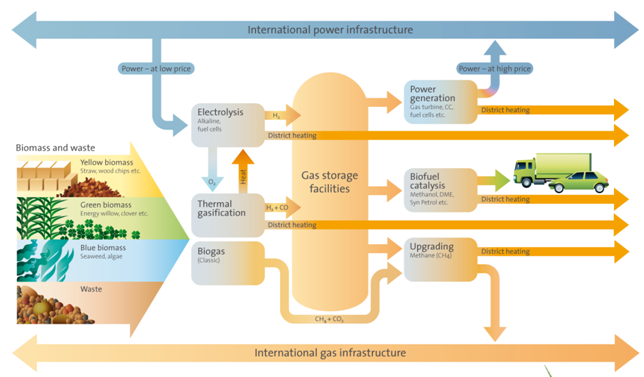 International power infrastructure
Power – at low price
Power – at high price
Electrolysis
Alkaline,
fuel cells
H₂
District heating
Power
generation
Gas turbine, CC,
fuel cells etc.
District heating
Biomass and waste
Yellow biomass
Straw, wood chips etc.
O₂
Heat
Gas storage
facilities
Green biomass
Energy willow, clover etc.
Thermal
gasification
H₂ + CO
District heating
Biofuel
catalysis
Methanol, DME,
Syn Petrol etc.
District heating
Blue biomass
Seaweed, algae
Biogas
(Classic)
Upgrading
Methane (CH4)
District heating
Waste
CH₄ + CO₂
International gas infrastructure